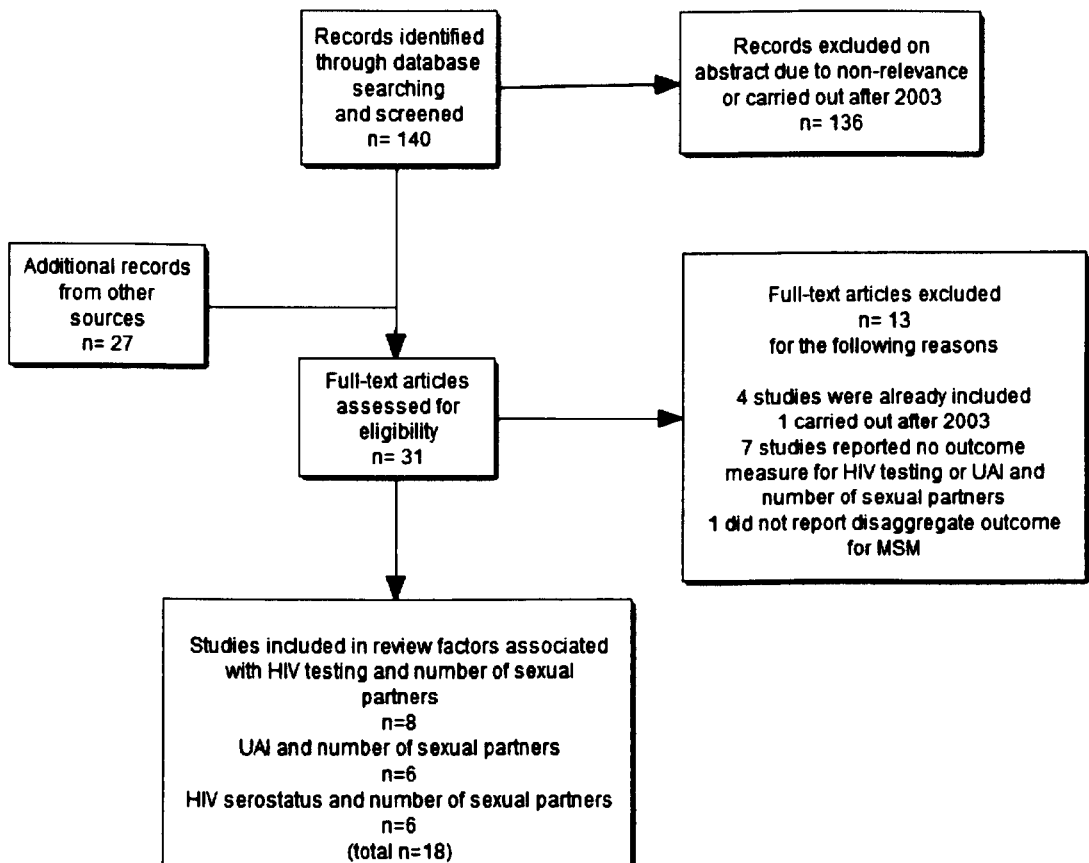 Records identified
through database
searching
and screened
n= 140
Records excluded on
abstract due to non-relevance
or carried out after 2003
n= 136
Additional records
from other
sources
n= 27
Full-text articles
assessed for
eligibility
n= 31
Full-text articles excluded
n= 13
for the following reasons
4 studies were already included
1 carried out after 2003
7 studies reported no outcome
measure for HIV testing or UAI and
number of sexual partners
1 did not report disaggregate outcome
for MSM
Studies included in review factors associated
with HIV testing and number of sexual
partners
n=8
UAI and number of sexual partners
n=6
HIV serostatus and number of sexual partners
n=6
(total n=18)